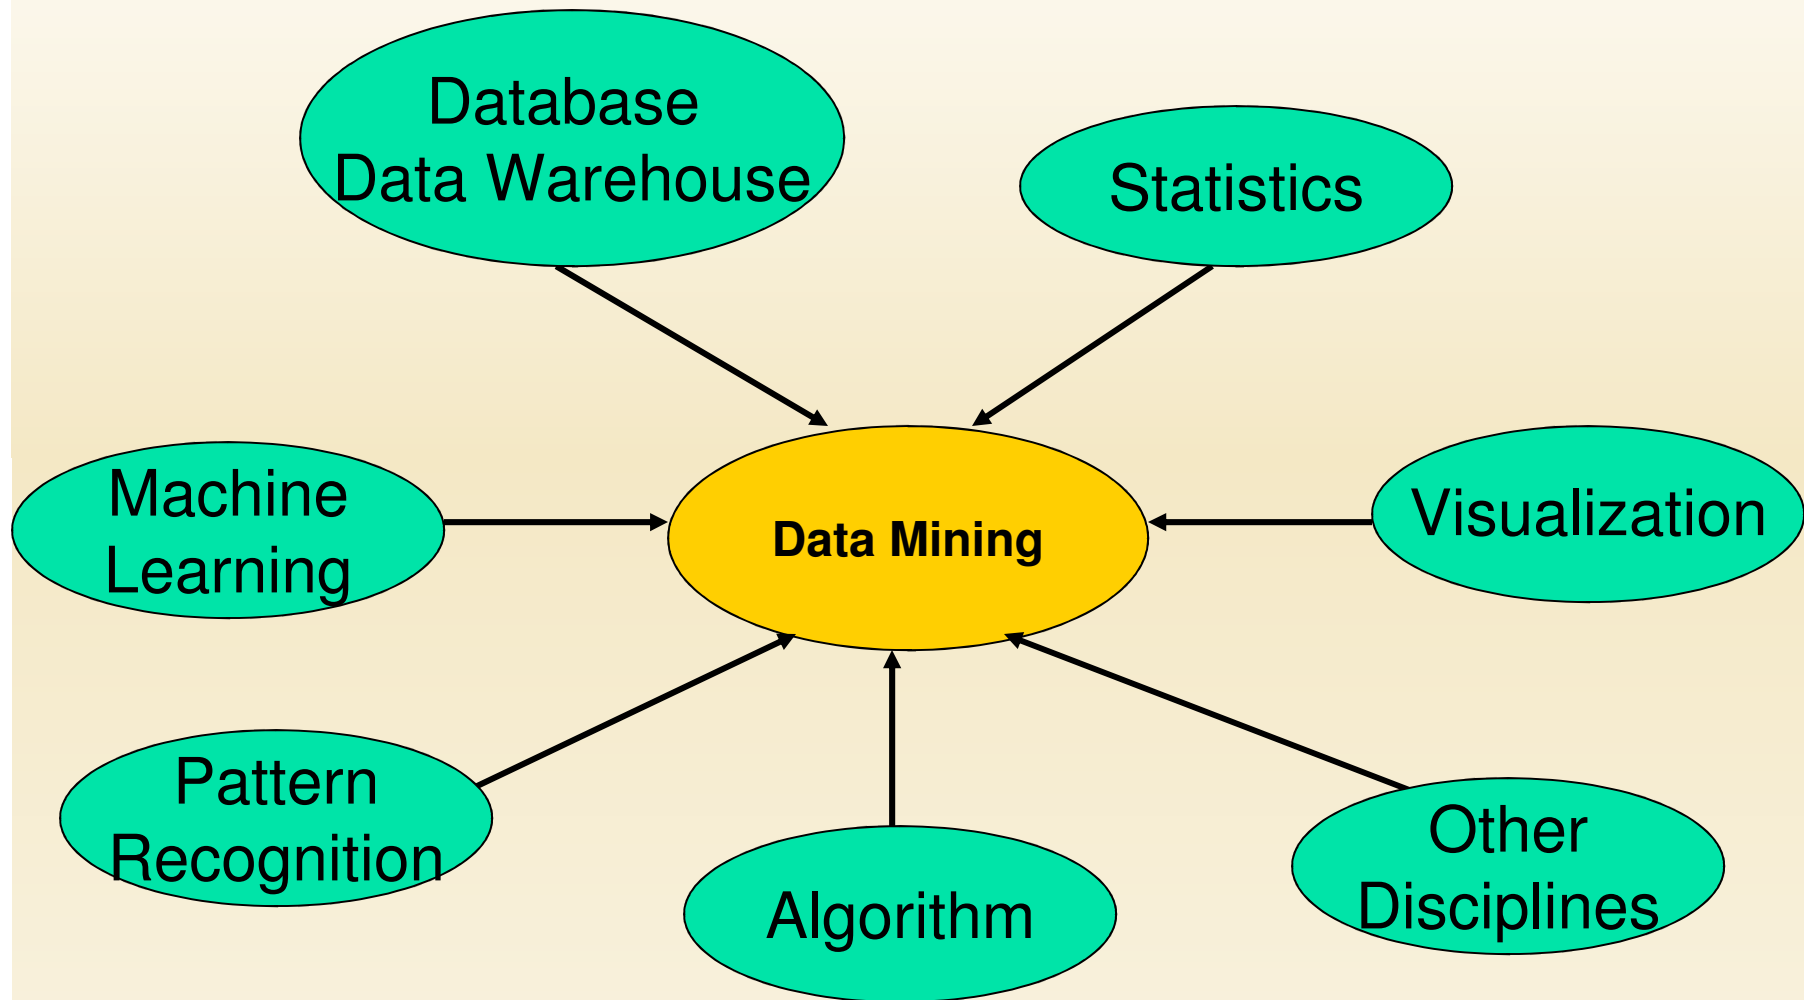 Database
Data Warehouse
Statistics
Machine
Learning
Data Mining
Visualization
Pattern
Recognition
Algorithm
Other
Disciplines